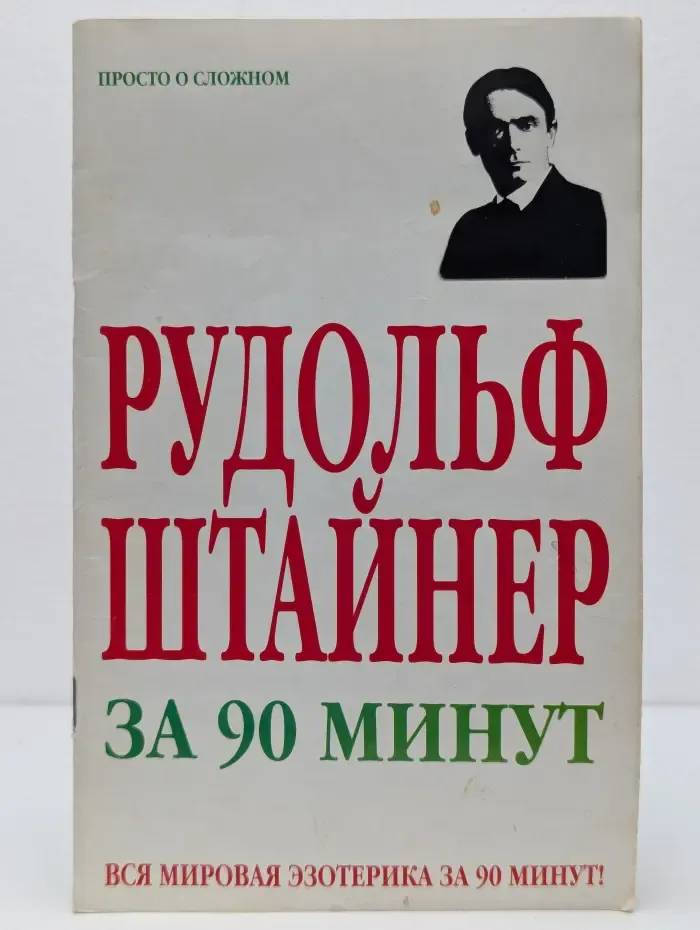 ПРОСТО О СЛОЖНОМ
РУДОЛЬФ
ШТАЙНЕР
ЗА 90 МИНУТ
ВСЯ МИРОВАЯ ЭЗОТЕРИКА ЗА 90 МИНУТ!